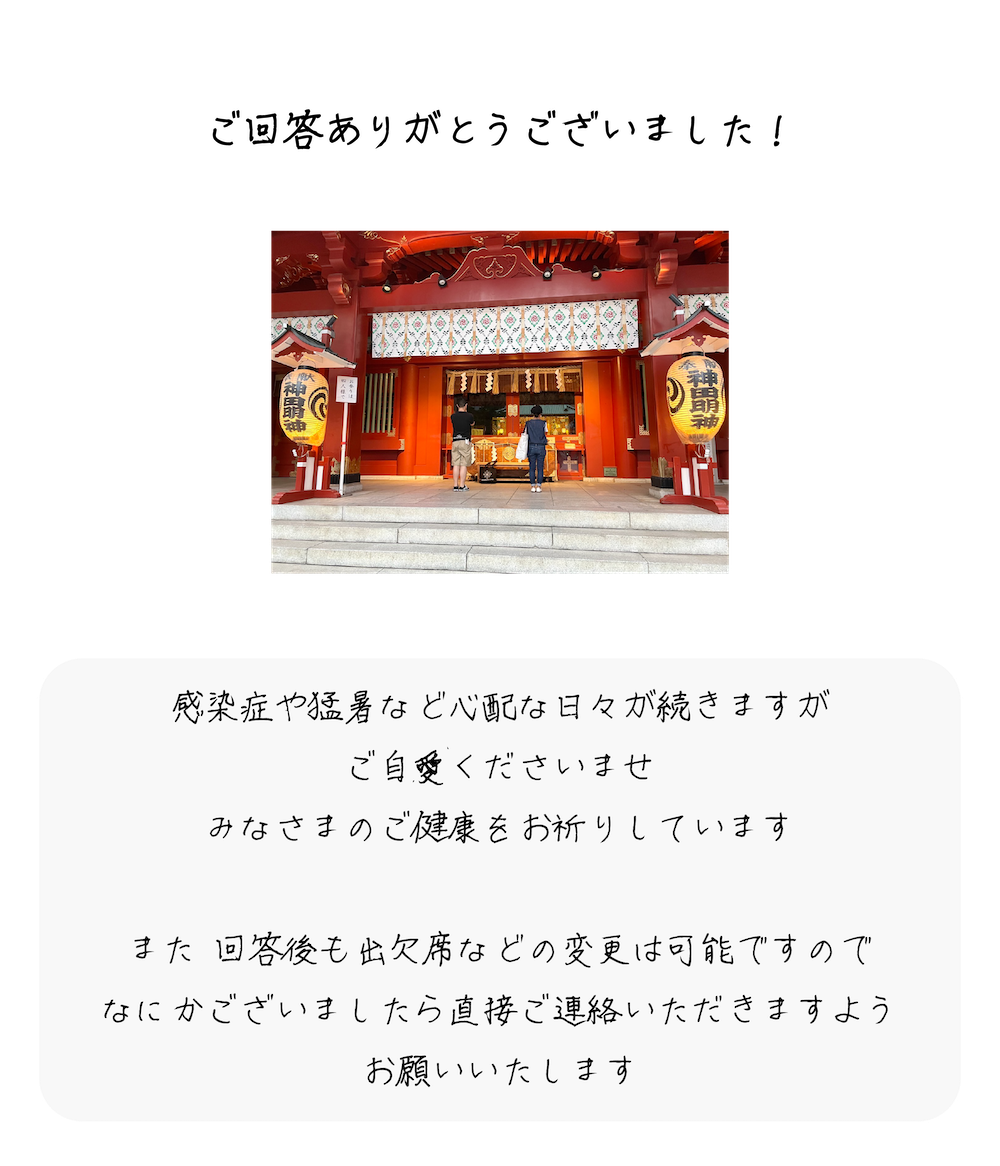 ご回答ありがとうございました！
奉献
神田明神
奉献
神田明神
感染症や猛暑など心配な日々が続きますが
ご自愛くださいませ
みなさまのご健康をお祈りしています
また 回答後も出欠席などの変更は可能ですので
なにかございましたら直接ご連絡いただきますよう
お願いいたします